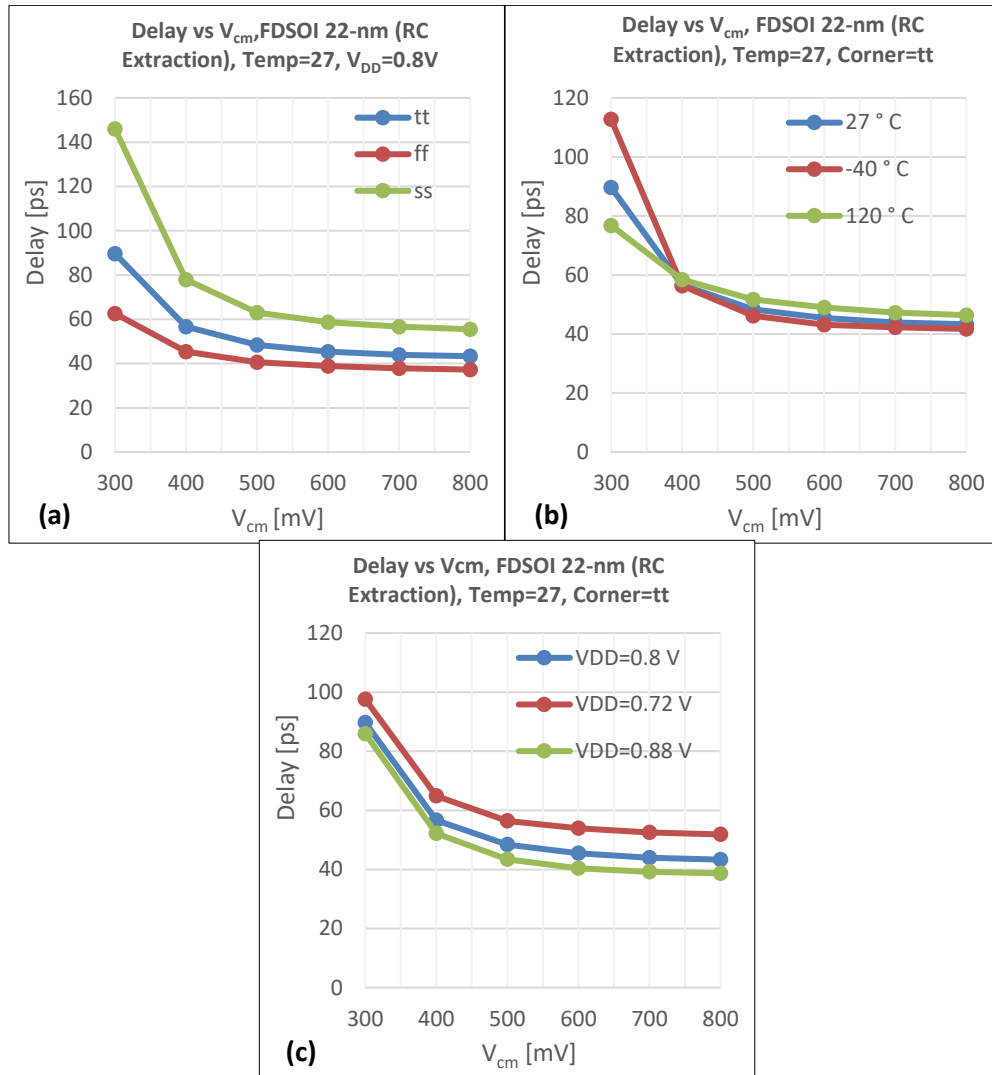 Delay vs Vcm,FDSOI 22-nm (RC
Extraction), Temp=27, VDD=0.8V
160
140
120
100
80
60
40
20
0
Delay [ps]
tt
ff
ss
300 400 500 600 700 800
(a)
Vcm [mV]
Delay vs Vcm, FDSOI 22-nm (RC
Extraction), Temp=27, Corner=tt
120
100
80
60
40
20
0
Delay [ps]
27 ° C
-40 ° C
120 ° C
300 400 500 600 700 800
(b)
Vcm [mV]
Delay vs Vcm, FDSOI 22-nm (RC
Extraction), Temp=27, Corner=tt
120
100
80
60
40
20
0
Delay [ps]
VDD=0.8 V
VDD=0.72 V
VDD=0.88 V
300 400 500 600 700 800
(c)
Vcm [mV]